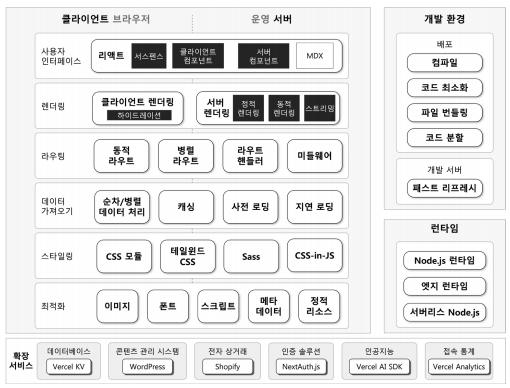 클라이언트 브라우저
운영 서버
사용자
인터페이스
리액트
서스펜스
클라이언트
컴포넌트
서버
컴포넌트
MDX
렌더링
클라이언트 렌더링
하이드레이션
서버
렌더링
정적
렌더링
동적
렌더링
스트리밍
라우팅
동적
라우트
병렬
라우트
라우트
핸들러
미들웨어
데이터
가져오기
순차/병렬
데이터 처리
캐싱
사전 로딩
지연 로딩
스타일링
CSS 모듈
테일윈드
CSS
Sass
CSS-in-JS
최적화
이미지
폰트
스크립트
메타
데이터
정적
리소스
개발 환경
배포
컴파일
코드 최소화
파일 번들링
코드 분할
개발 서버
패스트 리프레시
런타임
Node.js 런타임
엣지 런타임
서버리스 Node.js
확장
서비스
데이터베이스
Vercel KV
콘텐츠 관리 시스템
WordPress
전자 상거래
Shopify
인증 솔루션
NextAuth.js
인공지능
Vercel AI SDK
접속 통계
Vercel Analytics